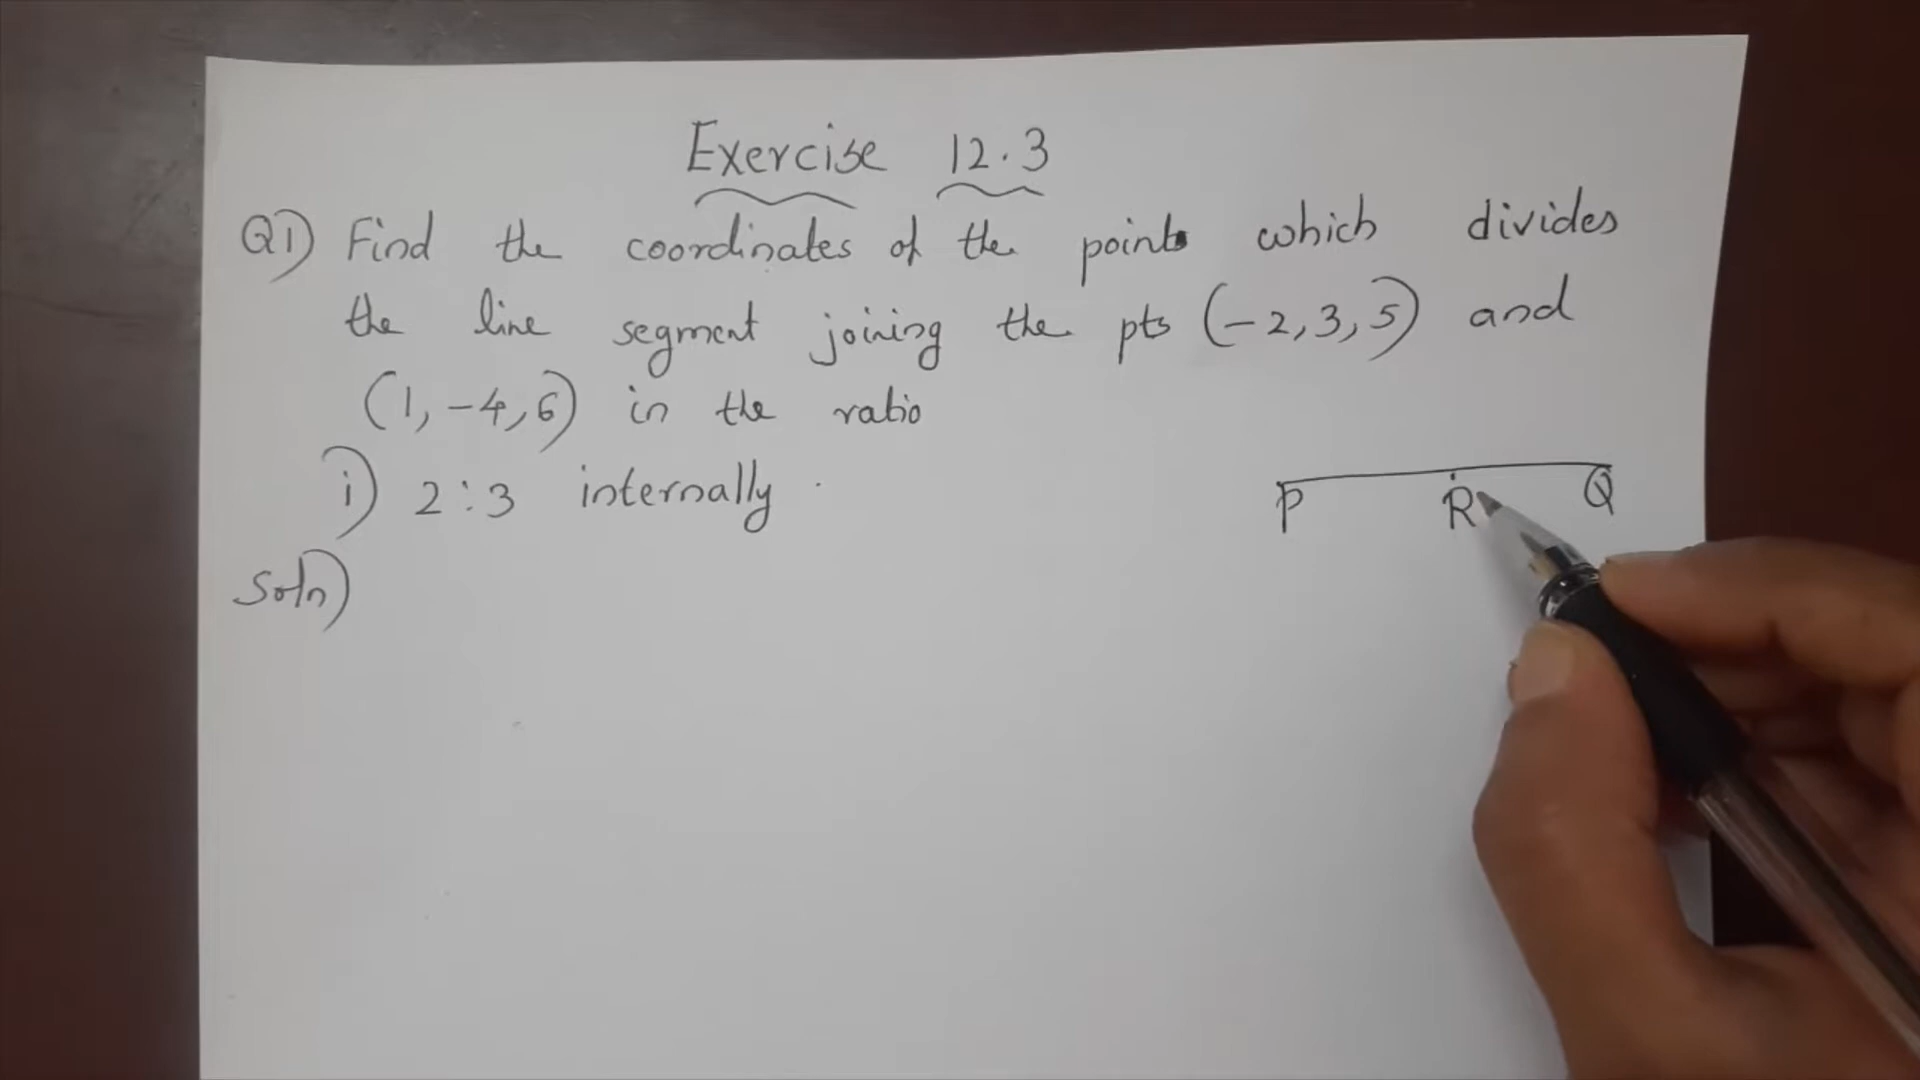 Exercise 12.3
Q1) Find the coordinates of the points which divides
the line segment joining the pts (-2,3,5) and
(1,-4,6) in the ratio
i) 2:3 internally.
P R Q
Soln)